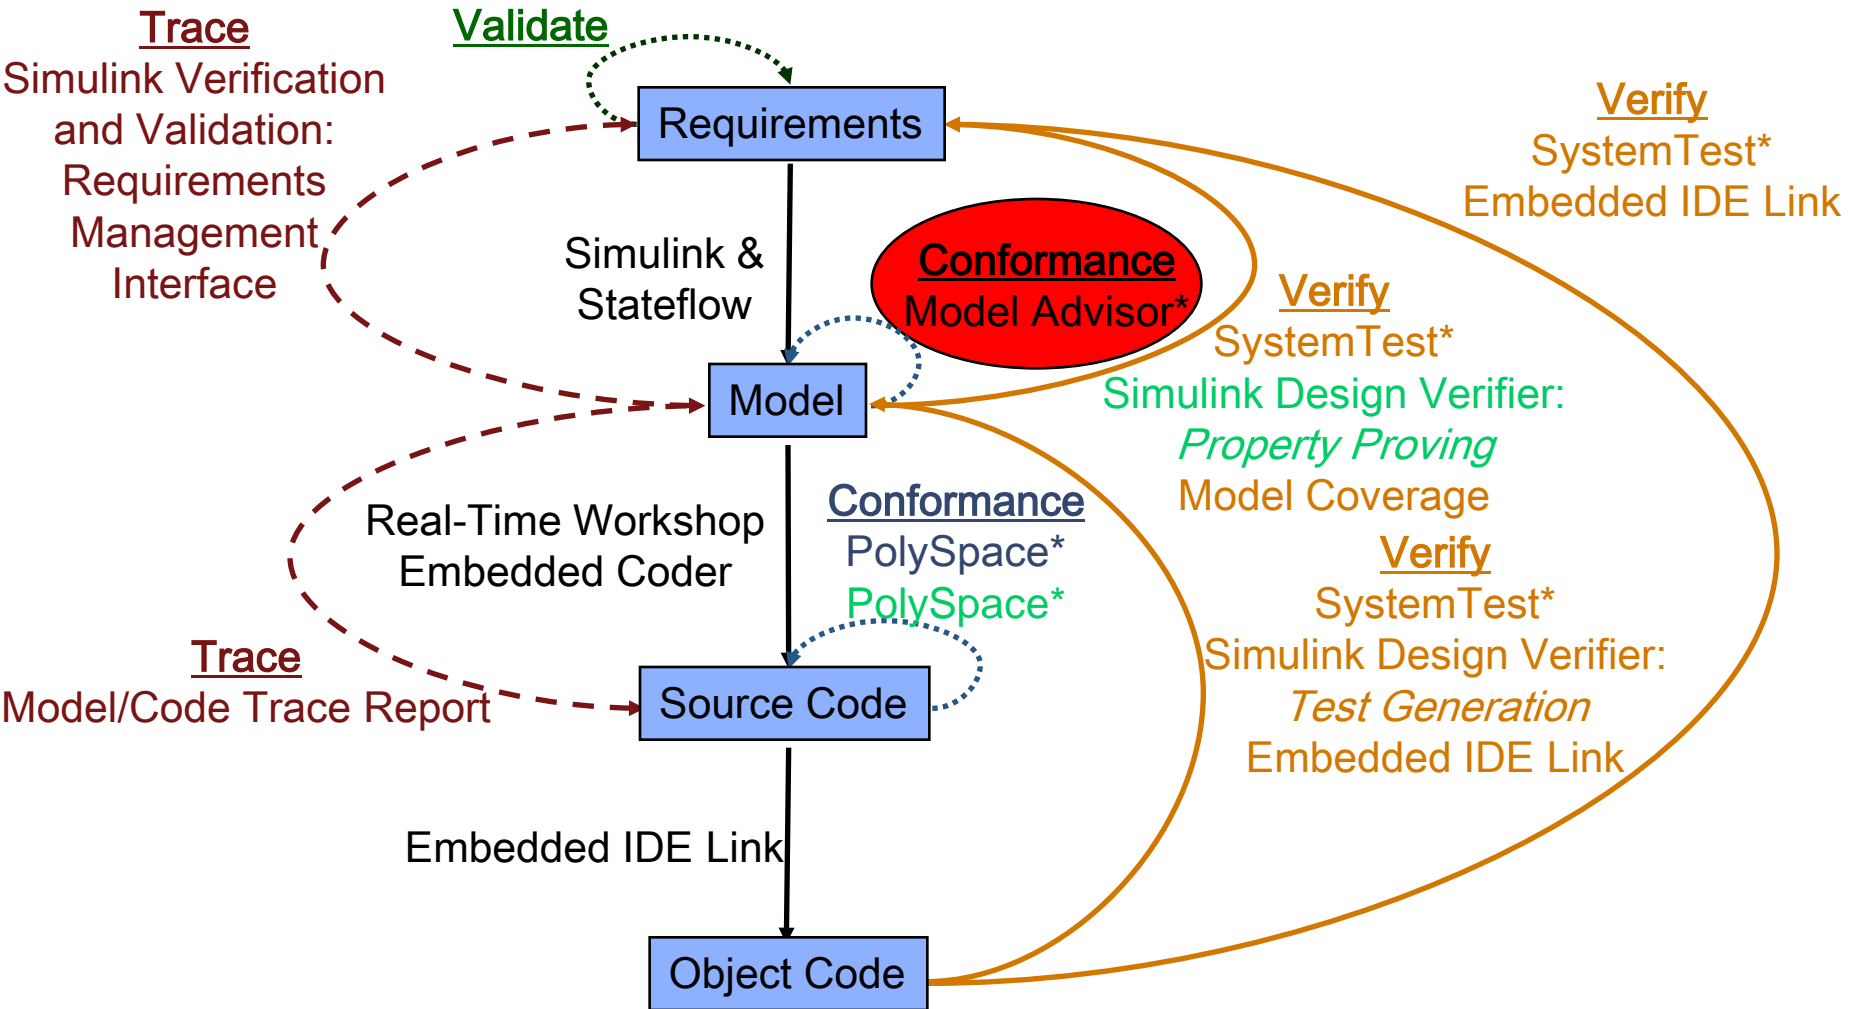 Trace
Simulink Verification
and Validation:
Requirements
Management
Interface
Validate
Requirements
Verify
SystemTest*
Embedded IDE Link
Simulink &
Stateflow
Conformance
Model Advisor*
Verify
SystemTest*
Simulink Design Verifier:
Property Proving
Model Coverage
Model
Real-Time Workshop
Embedded Coder
Conformance
PolySpace*
PolySpace*
Verify
SystemTest*
Simulink Design Verifier:
Test Generation
Embedded IDE Link
Trace
Model/Code Trace Report
Source Code
Embedded IDE Link
Object Code